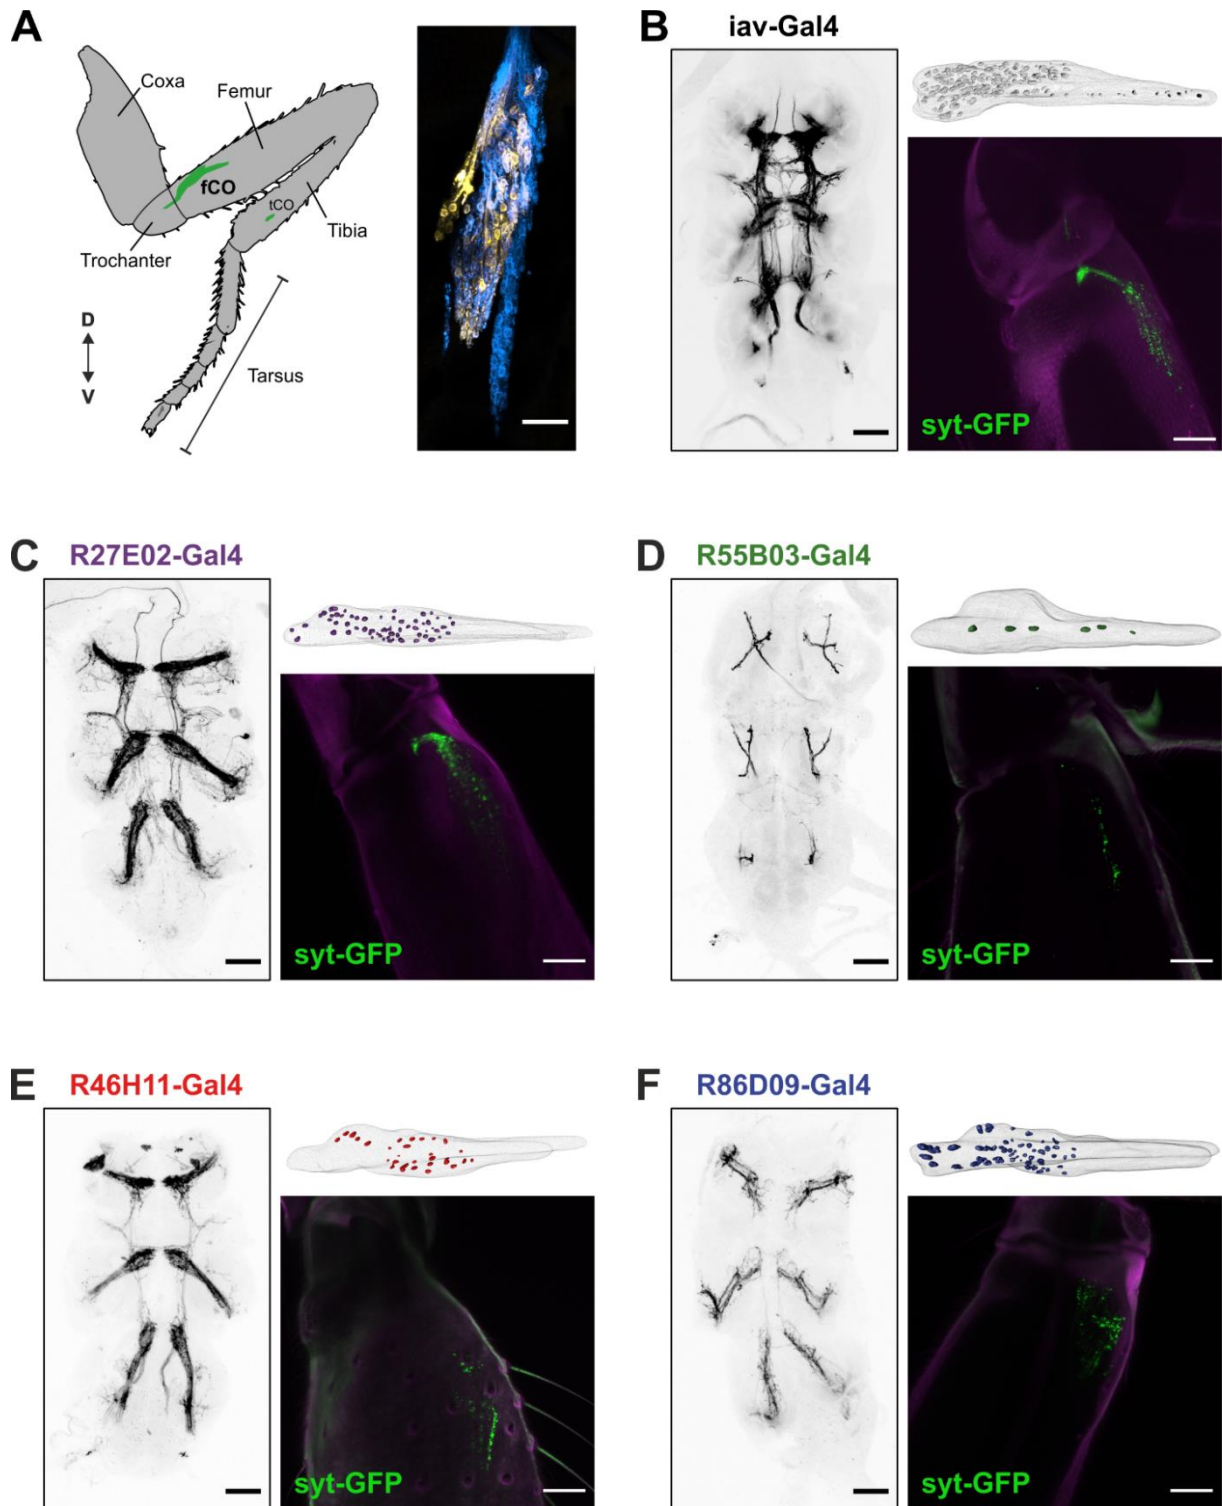 A
Coxa
Femur
fCO
tCO
Tibia
Trochanter
D
V
Tarsus
B
iav-Gal4
syt-GFP
C
R27E02-Gal4
syt-GFP
D
R55B03-Gal4
syt-GFP
E
R46H11-Gal4
syt-GFP
F
R86D09-Gal4
syt-GFP